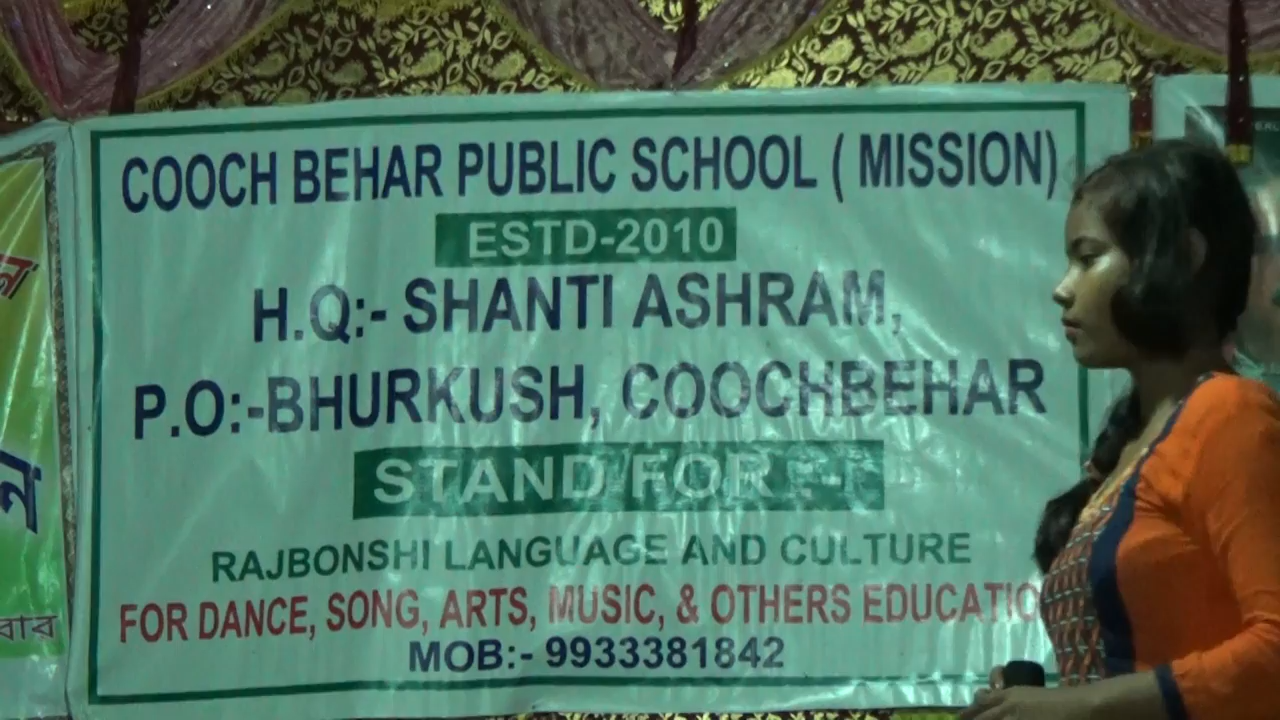 COOCH BEHAR PUBLIC SCHOOL ( MISSION)
ESTD-2010
H.Q:- SHANTI ASHRAM,
P.O:-BHURKUSH, COOCHBEHAR
STAND FOR :-
RAJBONSHI LANGUAGE AND CULTURE
FOR DANCE, SONG, ARTS, MUSIC, & OTHERS EDUCATIO
MOB:- 9933381842